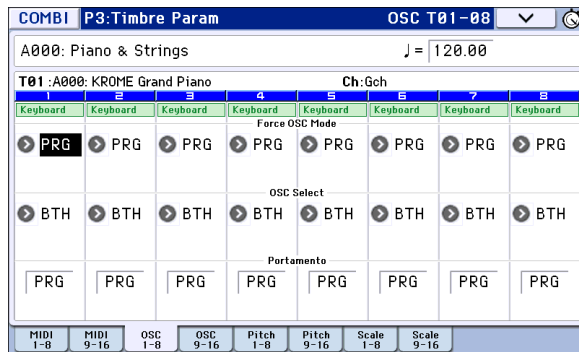 COMBI P3:Timbre Param OSC T01-08
A000: Piano & Strings ♩= 120.00
T01 :A000: KROME Grand Piano Ch:Gch
1 2 3 4 5 6 7 8
Keyboard Keyboard Keyboard Keyboard Keyboard Keyboard Keyboard Keyboard
Force OSC Mode
PRG PRG PRG PRG PRG PRG PRG PRG
OSC Select
BTH BTH BTH BTH BTH BTH BTH BTH
Portamento
PRG PRG PRG PRG PRG PRG PRG PRG
MIDI 1-8 MIDI 9-16 OSC 1-8 OSC 9-16 Pitch 1-8 Pitch 9-16 Scale 1-8 Scale 9-16